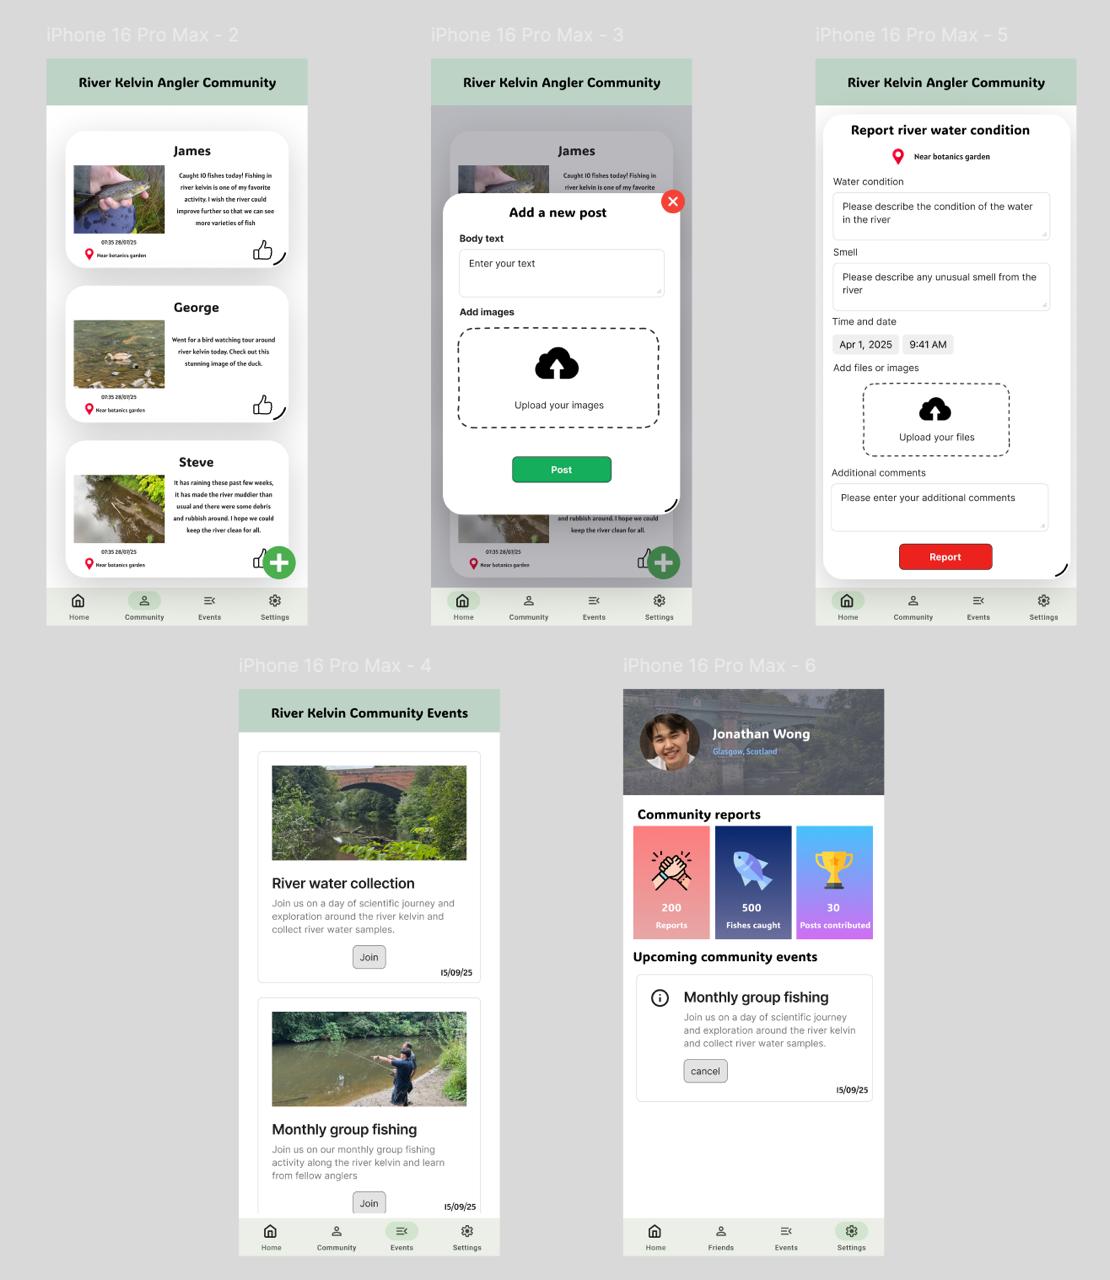 iPhone 16 Pro Max - 2
River Kelvin Angler Community
James
Caught 10 fishes today! Fishing in
river kelvin is one of my favorite
activity. I wish the river could
improve further so that we can see
more varieties of fish
07:35 28/07/25
Near botanics garden
George
Went for a bird watching tour around
river kelvin today. Check out this
stunning image of the duck.
07:35 28/07/25
Near botanics garden
Steve
It has raining these past few weeks,
it has made the river muddier than
usual and there were some debris
and rubbish around. I hope we could
keep the river clean for all.
07:35 28/07/25
Near botanics garden
Home
Community
Events
Settings
iPhone 16 Pro Max - 3
River Kelvin Angler Community
James
Caught 10 fishes today! Fishing in
river kelvin is one of my favorite
Add a new post
Body text
Enter your text
Add images
Upload your images
Post
and rubbish around. I hope we could
keep the river clean for all.
07:35 28/07/25
Near botanics garden
Home
Community
Events
Settings
iPhone 16 Pro Max - 5
River Kelvin Angler Community
Report river water condition
Near botanics garden
Water condition
Please describe the condition of the water
in the river
Smell
Please describe any unusual smell from the
river
Time and date
Apr 1, 2025
9:41 AM
Add files or images
Upload your files
Additional comments
Please enter your additional comments
Report
Home
Community
Events
Settings
iPhone 16 Pro Max - 4
River Kelvin Community Events
River water collection
Join us on a day of scientific journey and
exploration around the river kelvin and
collect river water samples.
Join
15/09/25
Monthly group fishing
Join us on our monthly group fishing
activity along the river kelvin and learn
from fellow anglers
Join
15/09/25
Home
Community
Events
Settings
iPhone 16 Pro Max - 6
Jonathan Wong
Glasgow, Scotland
Community reports
200
Reports
500
Fishes caught
30
Posts contributed
Upcoming community events
Monthly group fishing
Join us on a day of scientific journey
and exploration around the river kelvin
and collect river water samples.
cancel
15/09/25
Home
Friends
Events
Settings